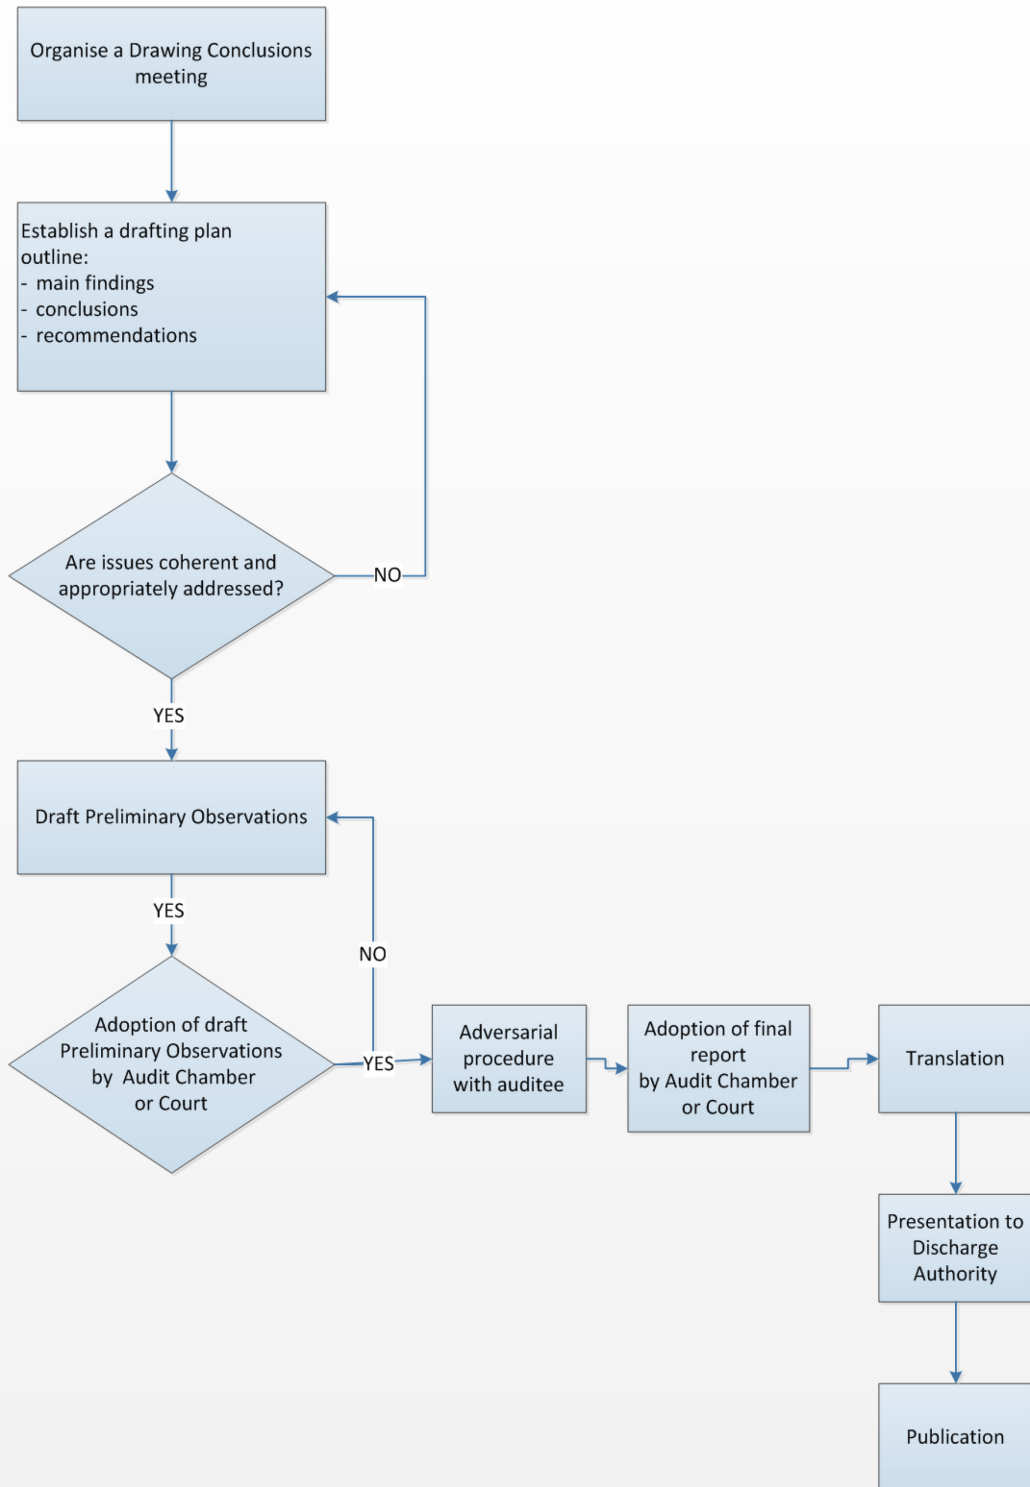 Organise a Drawing Conclusions
meeting
Establish a drafting plan
outline:
- main findings
- conclusions
- recommendations
Are issues coherent and
appropriately addressed?
NO
YES
Draft Preliminary Observations
YES
NO
Adoption of draft
Preliminary Observations
by Audit Chamber
or Court
YES
Adversarial
procedure
with auditee
Adoption of final
report
by Audit Chamber
or Court
Translation
Presentation to
Discharge
Authority
Publication